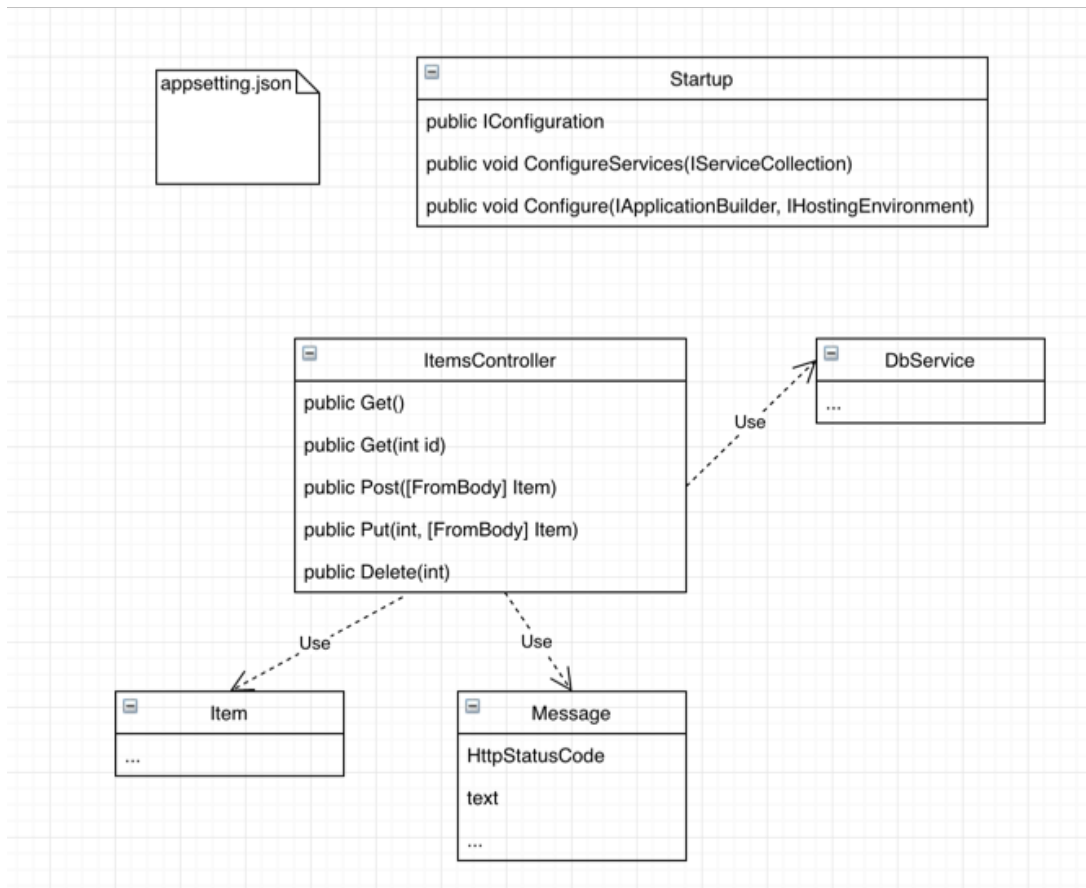 appsetting.json
Startup
public IConfiguration
public void ConfigureServices(IServiceCollection)
public void Configure(IApplicationBuilder, IHostingEnvironment)
ItemsController
public Get()
public Get(int id)
public Post([FromBody] Item)
public Put(int, [FromBody] Item)
public Delete(int)
DbService
...
Use
Use
Use
Item
...
Message
HttpStatusCode
text
...